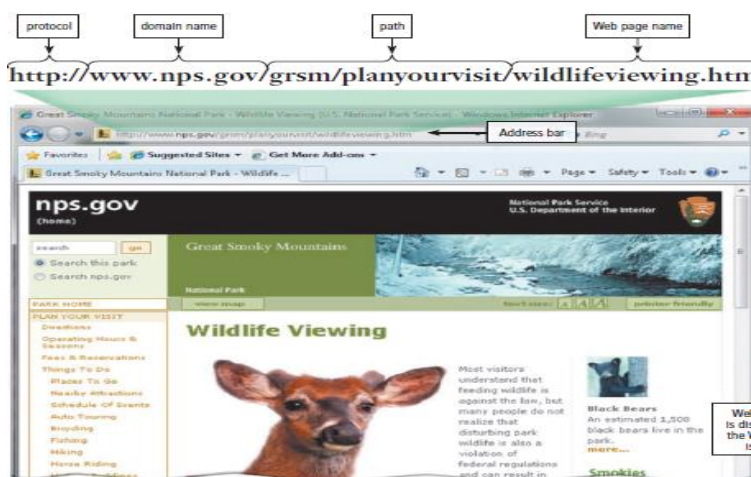 protocol
domain name
path
Web page name
http://www.nps.gov/grsm/planyourvisit/wildlifeviewing.htm
Great Smoky Mountains National Park - Wildlife Viewing (U.S. National Park Service) - Windows Internet Explorer
http://www.nps.gov/grsm/planyourvisit/wildlifeviewing.htm
Address bar
Bing
Favorites
Suggested Sites
Get More Add-ons
Great Smoky Mountains National Park - Wildlife ...
Page
Safety
Tools
nps.gov
(home)
National Park Service
U.S. Department of the Interior
search
go
Search this park
Search nps.gov
Great Smoky Mountains
National Park
view map
text size: A A A
printer friendly
PARK HOME
PLAN YOUR VISIT
Directions
Operating Hours &
Seasons
Fees & Reservations
Things To Do
Places To Go
Nearby Attractions
Schedule Of Events
Auto Touring
Bicycling
Fishing
Hiking
Horse Riding
Wildlife Viewing
Most visitors
understand that
feeding wildlife is
against the law, but
many people do not
realize that
disturbing park
wildlife is also a
violation of
federal regulations
and can result in
Black Bears
An estimated 1,500
black bears live in the
park.
more...
Smokies
We
is dis
the W
is